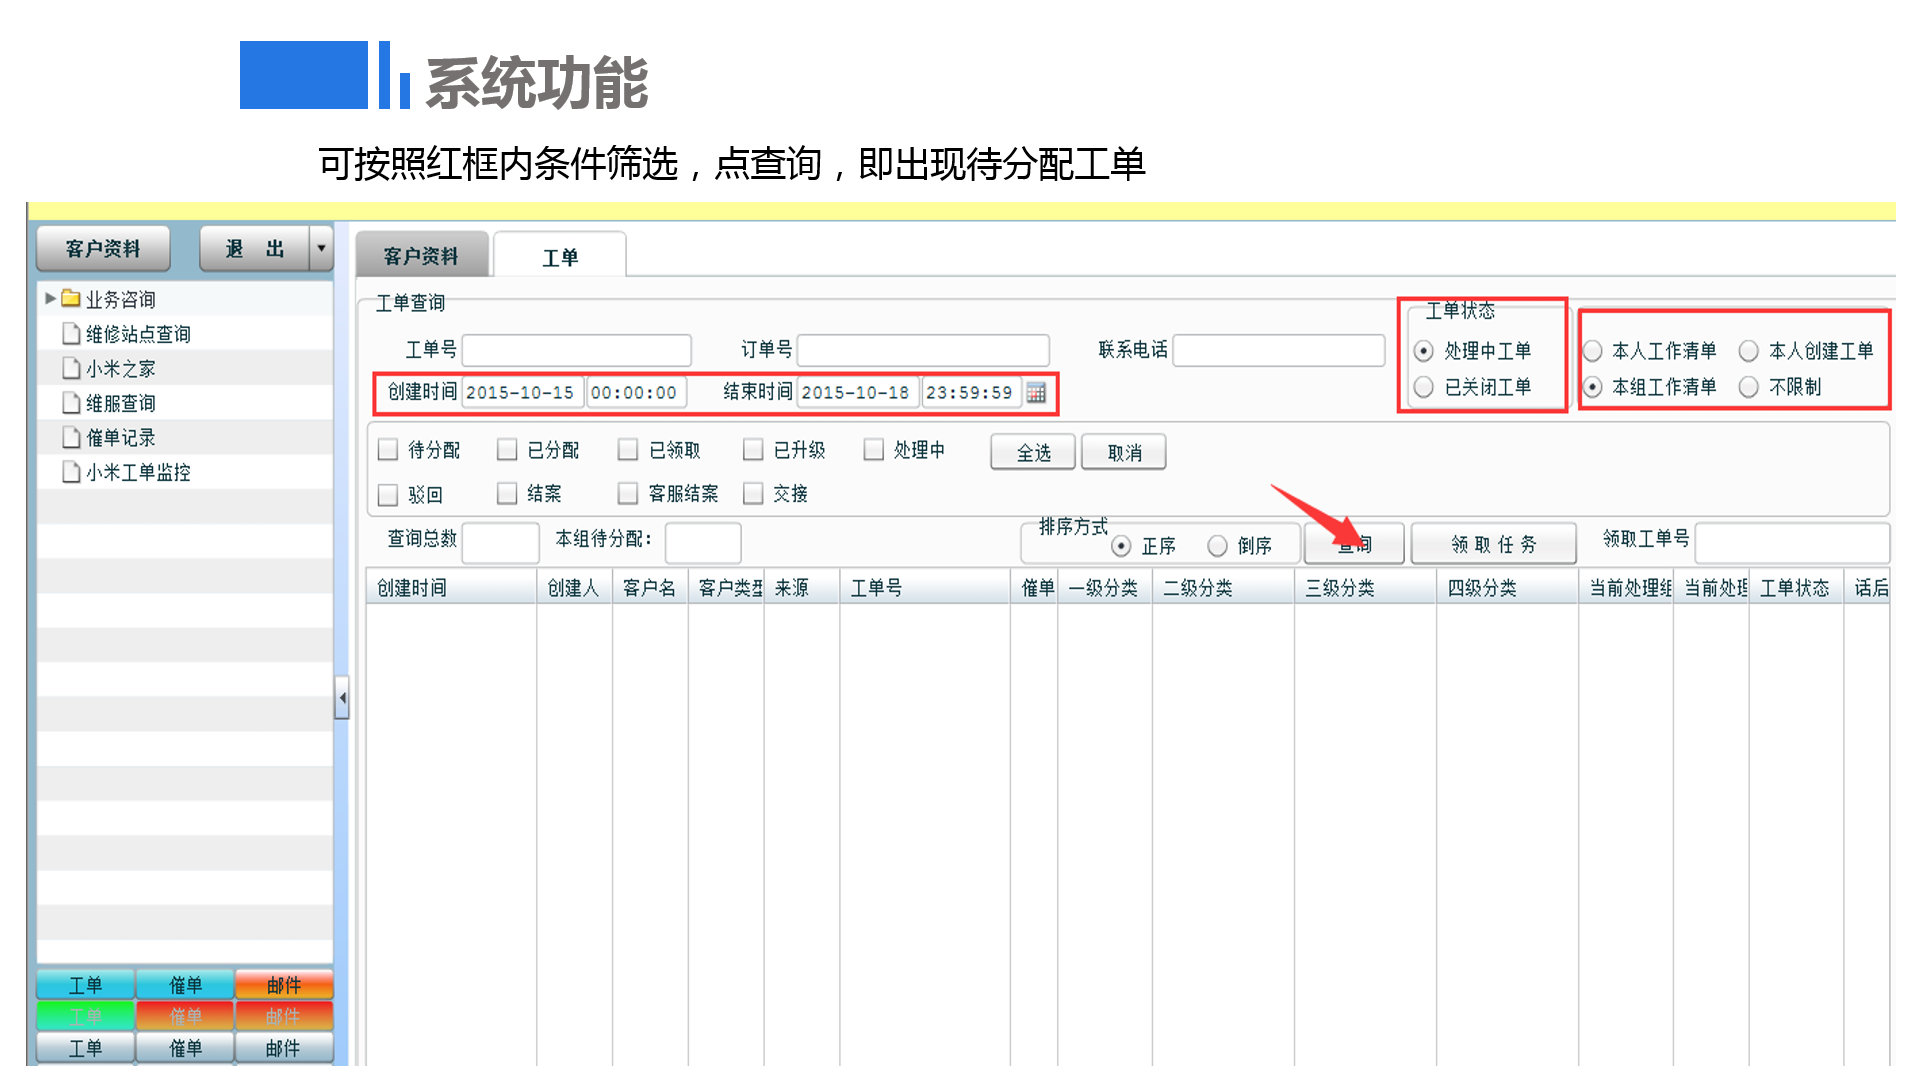 系统功能
可按照红框内条件筛选，点查询，即出现待分配工单
客户资料 退 出
客户资料 工单
业务咨询
维修站点查询
小米之家
维服查询
催单记录
小米工单监控
工单查询
工单号 订单号 联系电话
创建时间 2015-10-15 00:00:00 结束时间 2015-10-18 23:59:59
工单状态
处理中工单
已关闭工单
本人工作清单 本人创建工单
本组工作清单 不限制
待分配 已分配 已领取 已升级 处理中 全选 取消
驳回 结案 客服结案 交接
查询总数 本组待分配： 排序方式 正序 倒序 查询 领取任务 领取工单号
创建时间 创建人 客户名 客户类型 来源 工单号 催单 一级分类 二级分类 三级分类 四级分类 当前处理组 当前处理 工单状态 话后
工单 催单 邮件
工单 催单 邮件
工单 催单 邮件